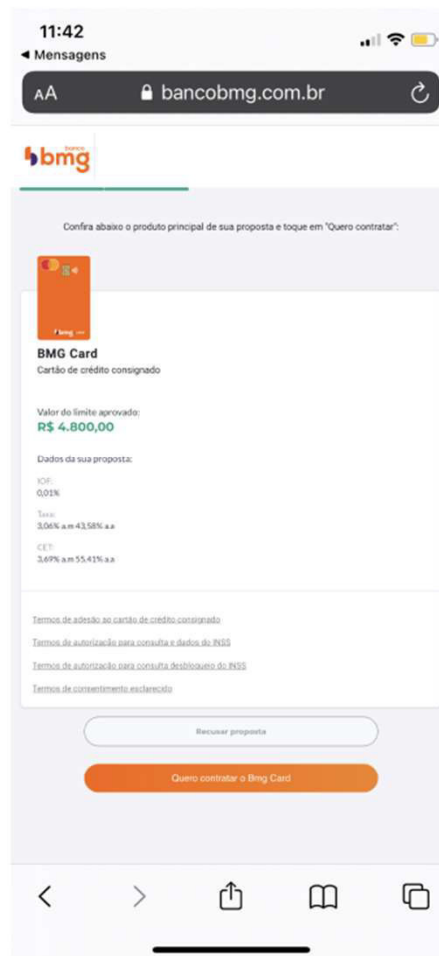 11:42
Mensagens
AA bancobmg.com.br
banco
bmg
Confira abaixo o produto principal de sua proposta e toque em "Quero contratar":
bmg
BMG Card
Cartão de crédito consignado
Valor do limite aprovado:
R$ 4.800,00
Dados da sua proposta:
IOF:
0,01%
Taxa:
3,06% a.m 43,58% a.a
CET:
3,69% a.m 55,41% a.a
Termos de adesão ao cartão de crédito consignado
Termos de autorização para consulta e dados do INSS
Termos de autorização para consulta desbloqueio do INSS
Termos de consentimento esclarecido
Recusar proposta
Quero contratar o Bmg Card